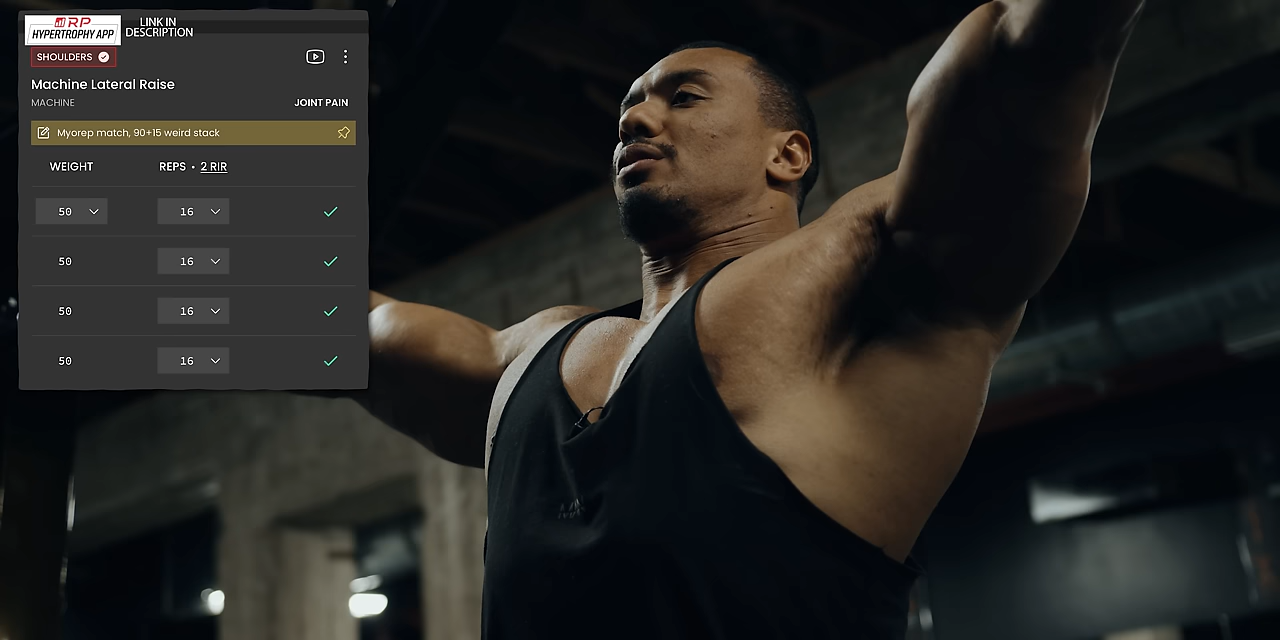 RP
HYPERTROPHY APP
LINK IN
DESCRIPTION
SHOULDERS
Machine Lateral Raise
MACHINE
JOINT PAIN
Myorep match, 90+15 weird stack
WEIGHT
REPS • 2 RIR
50 16
50 16
50 16
50 16